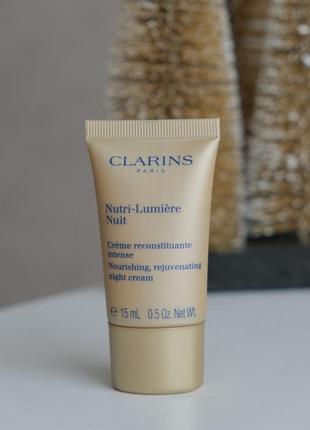 CLARINS
PARIS
Nutri-Lumière
Nuit
Crème reconstituante
intense
Nourishing, rejuvenating
night cream
℮ 15 mL 0.5 Oz. Net Wt.